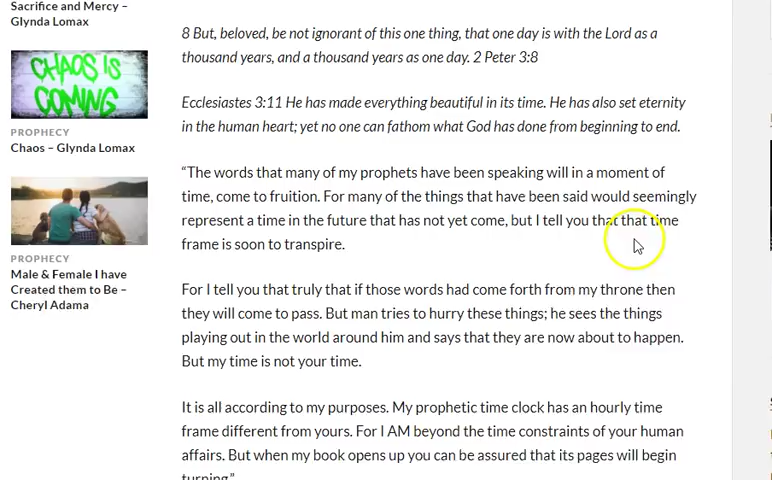 Sacrifice and Mercy –
Glynda Lomax
CHAOS IS
COMING
PROPHECY
Chaos – Glynda Lomax
PROPHECY
Male & Female I have
Created them to Be –
Cheryl Adama
8 But, beloved, be not ignorant of this one thing, that one day is with the Lord as a
thousand years, and a thousand years as one day. 2 Peter 3:8
Ecclesiastes 3:11 He has made everything beautiful in its time. He has also set eternity
in the human heart; yet no one can fathom what God has done from beginning to end.
“The words that many of my prophets have been speaking will in a moment of
time, come to fruition. For many of the things that have been said would seemingly
represent a time in the future that has not yet come, but I tell you that that time
frame is soon to transpire.
For I tell you that truly that if those words had come forth from my throne then
they will come to pass. But man tries to hurry these things; he sees the things
playing out in the world around him and says that they are now about to happen.
But my time is not your time.
It is all according to my purposes. My prophetic time clock has an hourly time
frame different from yours. For I AM beyond the time constraints of your human
affairs. But when my book opens up you can be assured that its pages will begin
turning.”